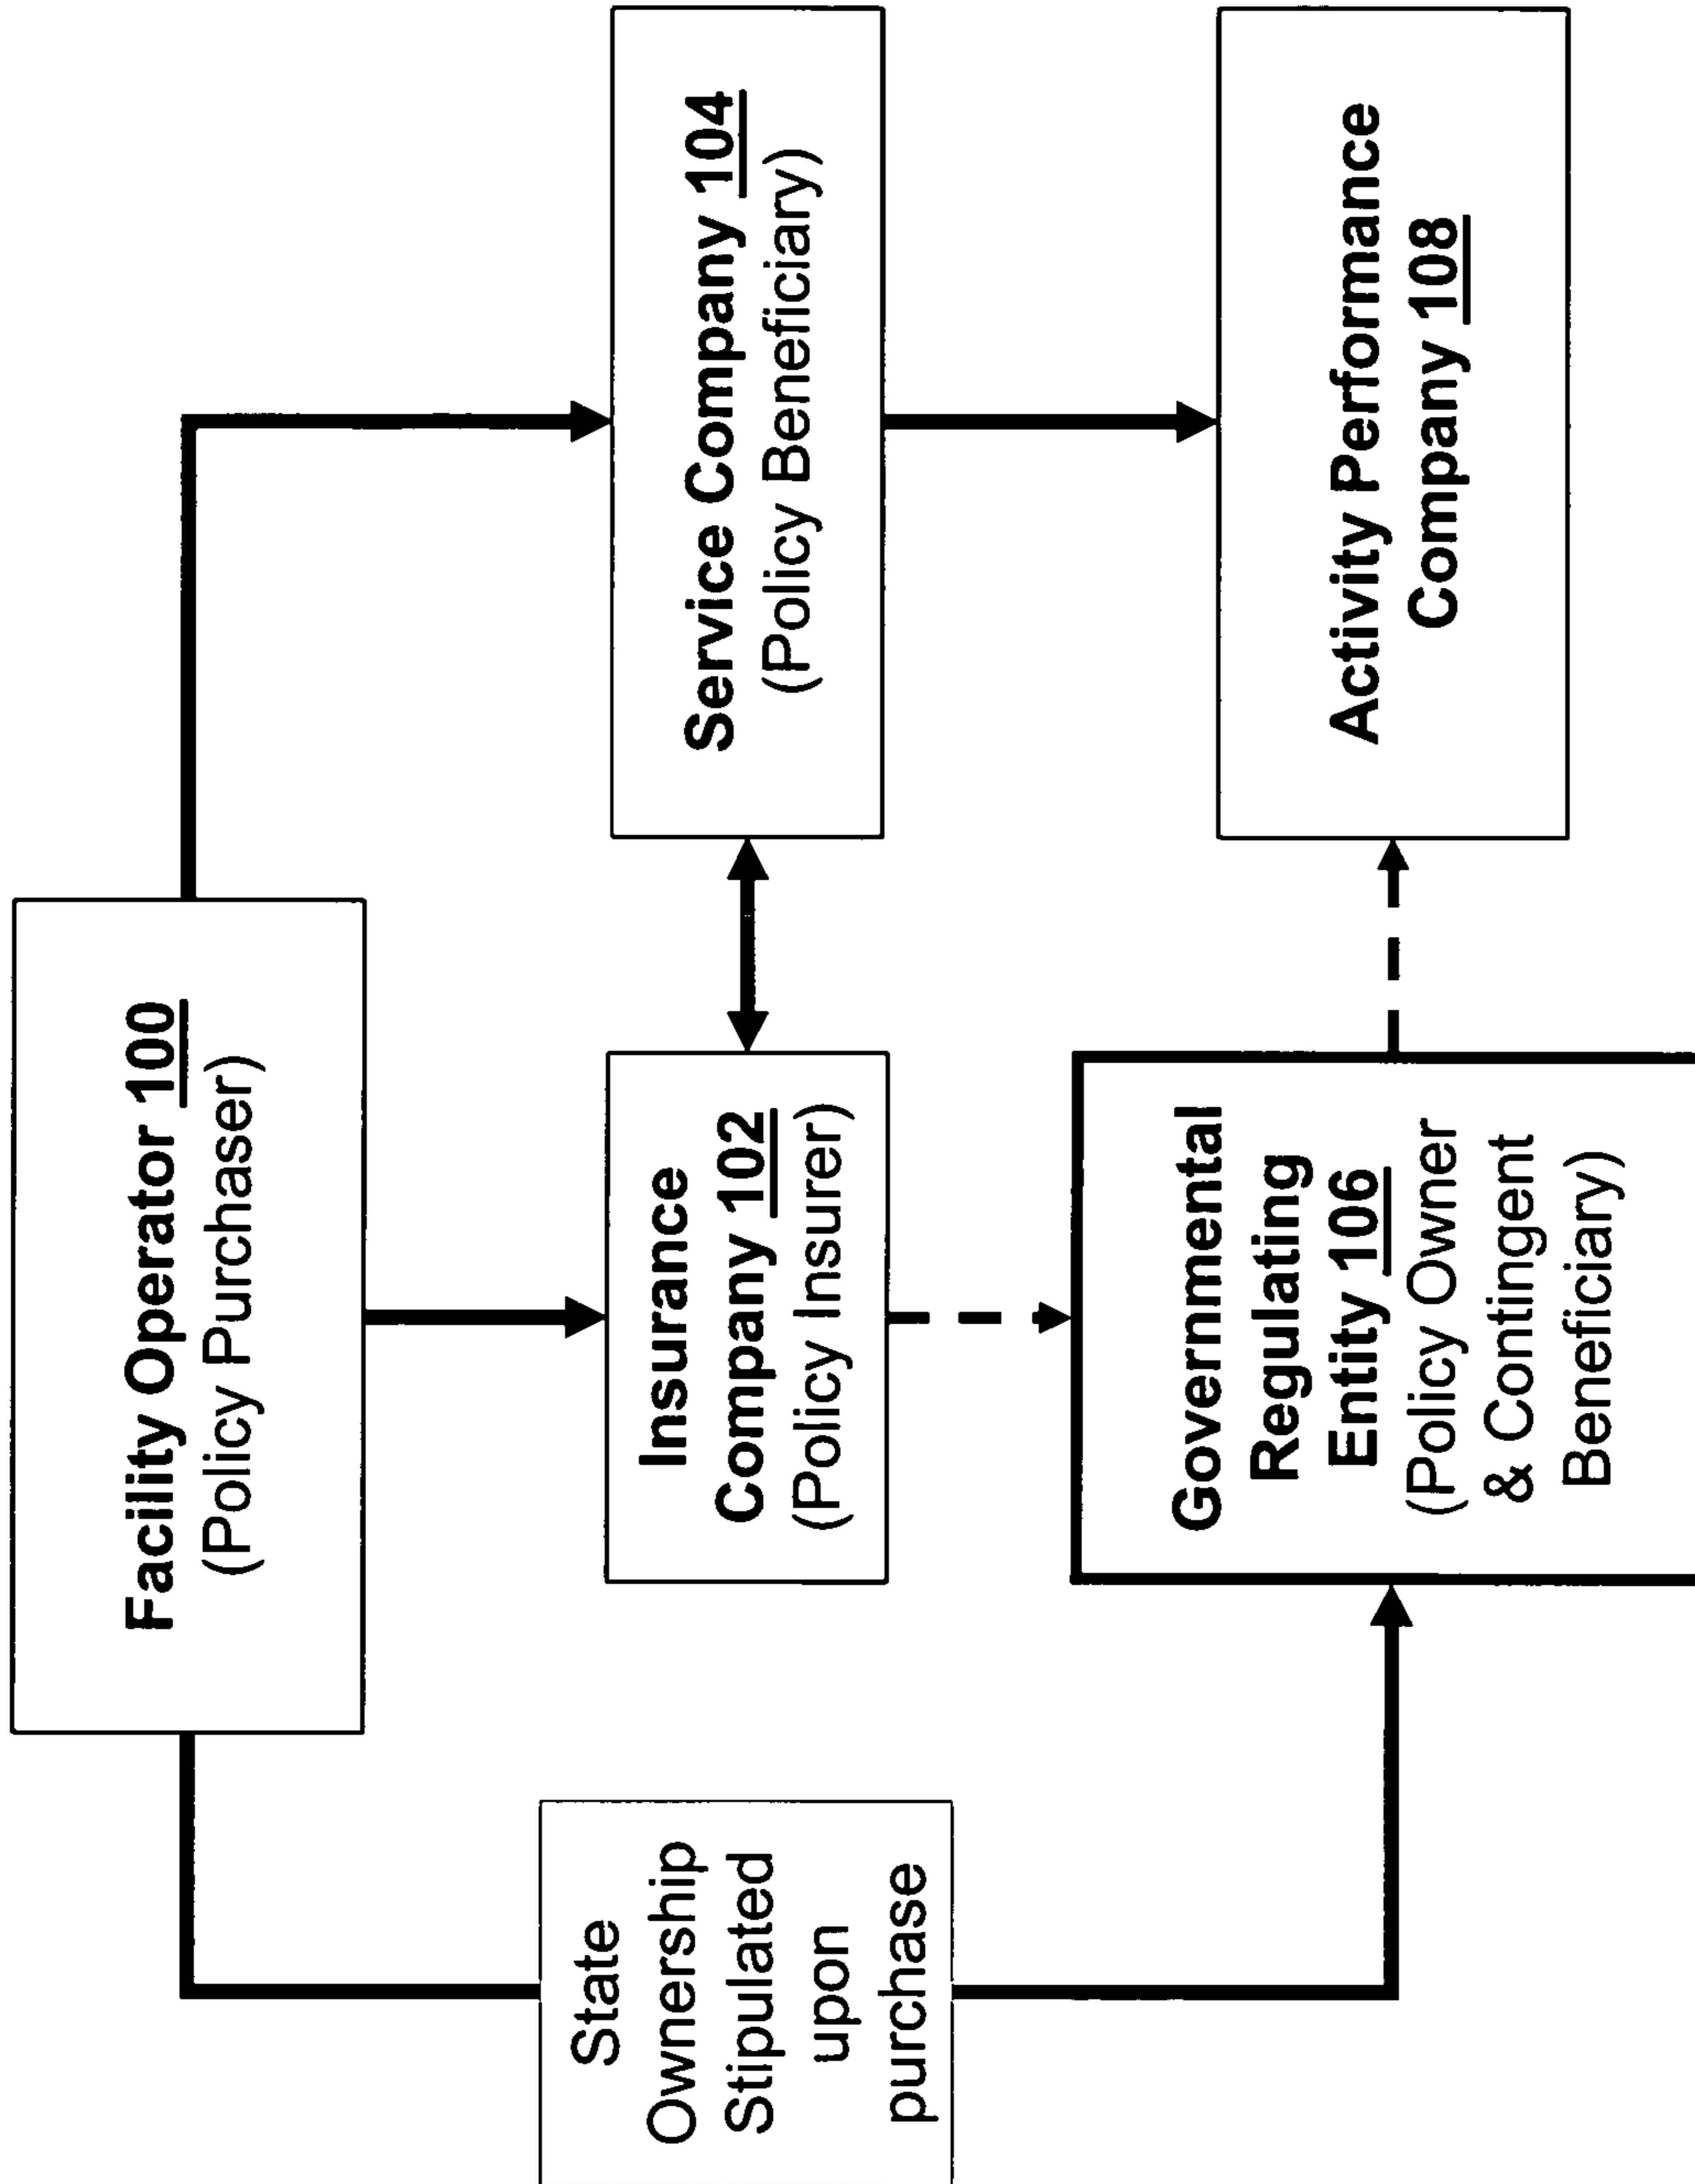 Facility Operator 100
(Policy Purchaser)
State
Ownership
Stipulated
upon
purchase
Insurance
Company 102
(Policy Insurer)
Service Company 104
(Policy Beneficiary)
Governmental
Regulating
Entity 106
(Policy Owner
& Contingent
Beneficiary)
Activity Performance
Company 108